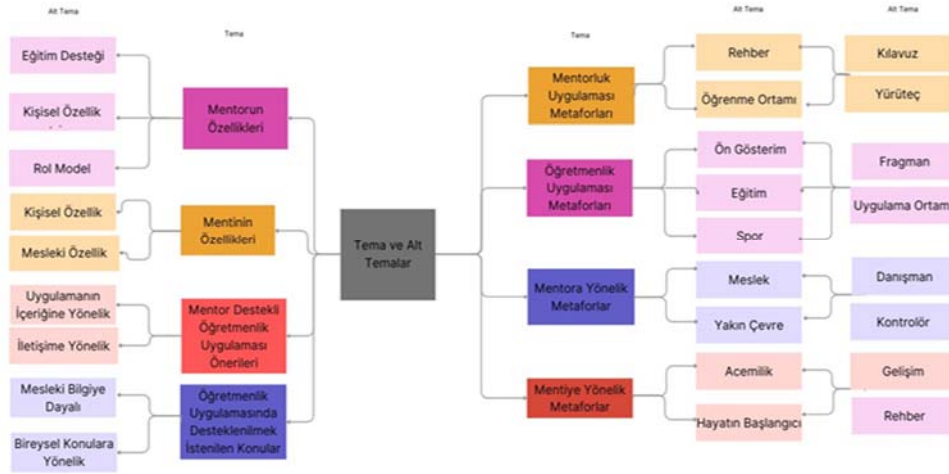 Alt Tema
Tema
Eğitim Desteği
Kişisel Özellik
Rol Model
Mentorun
Özellikleri
Kişisel Özellik
Mesleki Özellik
Mentinin
Özellikleri
Uygulamanın
İçeriğine Yönelik
İletişime Yönelik
Mentor Destekli
Öğretmenlik
Uygulaması
Önerileri
Mesleki Bilgiye
Dayalı
Bireysel Konulara
Yönelik
Öğretmenlik
Uygulamasında
Desteklenilmek
İstenilen Konular
Tema ve Alt
Temalar
Tema
Alt Tema
Alt Tema
Mentorluk
Uygulaması
Metaforları
Rehber
Öğrenme Ortamı
Kılavuz
Yürüteç
Öğretmenlik
Uygulaması
Metaforları
Ön Gösterim
Eğitim
Spor
Fragman
Uygulama Ortamı
Mentora Yönelik
Metaforlar
Meslek
Yakın Çevre
Danışman
Kontrolör
Mentiye Yönelik
Metaforlar
Acemilik
Hayatın Başlangıcı
Gelişim
Rehber